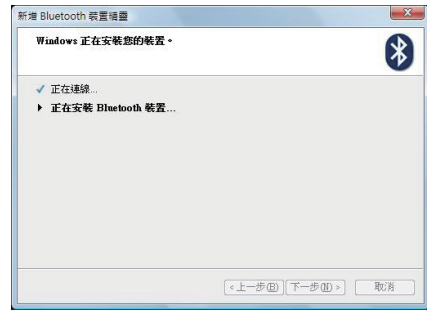 新增 Bluetooth 裝置精靈
Windows 正在安裝您的裝置。
正在連線...
正在安裝 Bluetooth 裝置...
<上一步(B) 下一步(N)> 取消